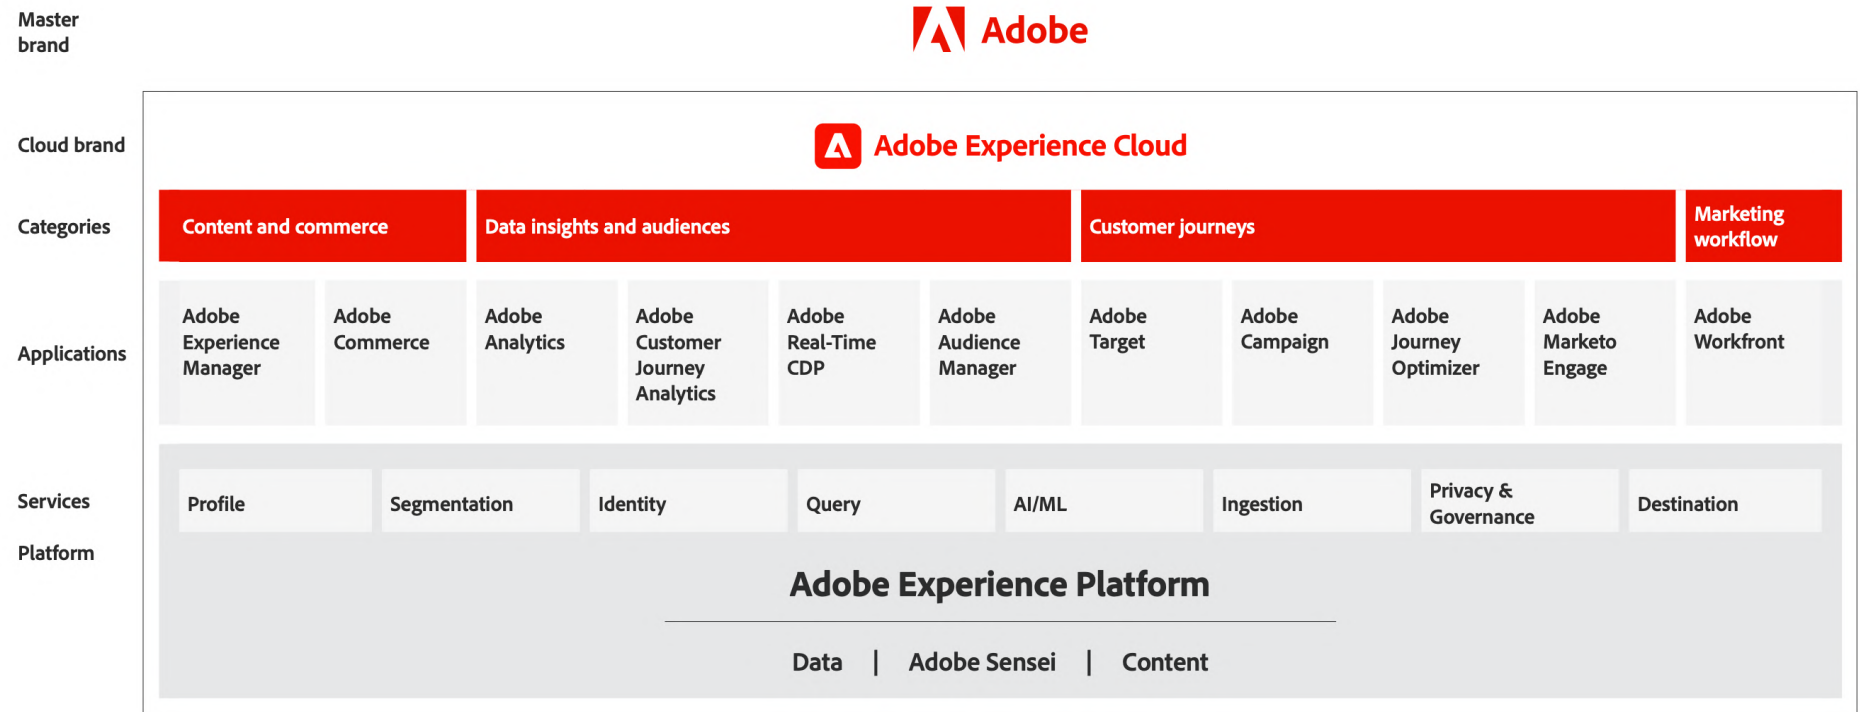 Master
brand
Adobe
Cloud brand
Adobe Experience Cloud
Categories
Content and commerce
Data insights and audiences
Customer journeys
Marketing
workflow
Applications
Adobe
Experience
Manager
Adobe
Commerce
Adobe
Analytics
Adobe
Customer
Journey
Analytics
Adobe
Real-Time
CDP
Adobe
Audience
Manager
Adobe
Target
Adobe
Campaign
Adobe
Journey
Optimizer
Adobe
Marketo
Engage
Adobe
Workfront
Services
Profile
Segmentation
Identity
Query
AI/ML
Ingestion
Privacy &
Governance
Destination
Platform
Adobe Experience Platform
Data | Adobe Sensei | Content